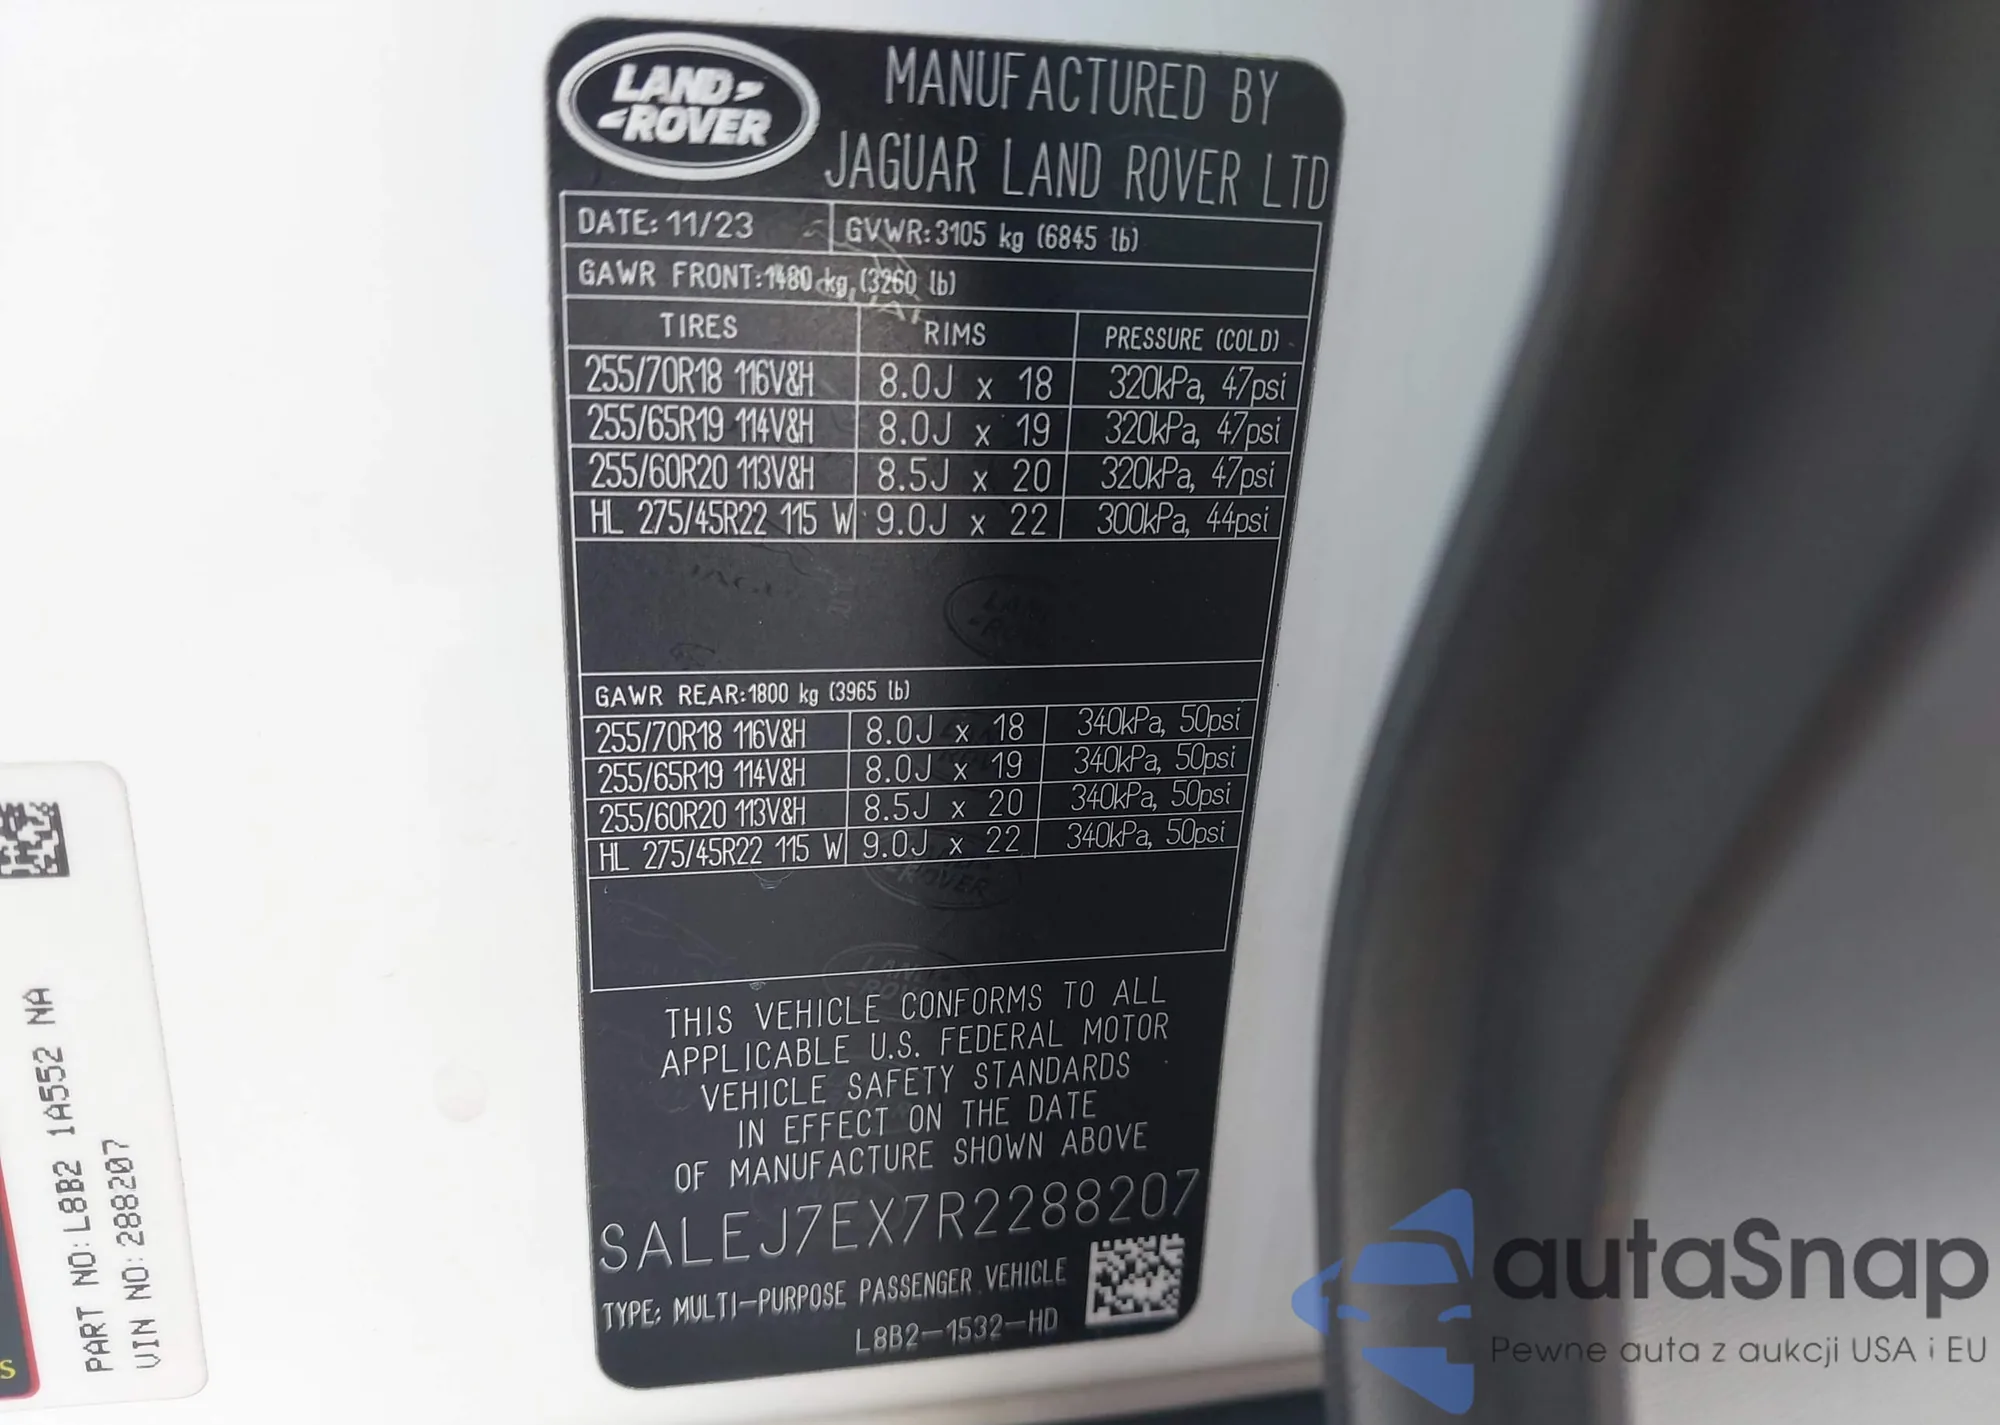 LAND ROVER
MANUFACTURED BY
JAGUAR LAND ROVER LTD
DATE: 11/23 GVWR: 3105 kg (6845 lb)
GAWR FRONT: 1480 kg (3260 lb)
TIRES RIMS PRESSURE (COLD)
255/70R18 116V&H 8.0J x 18 320kPa, 47psi
255/65R19 114V&H 8.0J x 19 320kPa, 47psi
255/60R20 113V&H 8.5J x 20 320kPa, 47psi
HL 275/45R22 115 W 9.0J x 22 300kPa, 44psi
GAWR REAR: 1800 kg (3965 lb)
255/70R18 116V&H 8.0J x 18 340kPa, 50psi
255/65R19 114V&H 8.0J x 19 340kPa, 50psi
255/60R20 113V&H 8.5J x 20 340kPa, 50psi
HL 275/45R22 115 W 9.0J x 22 340kPa, 50psi
THIS VEHICLE CONFORMS TO ALL
APPLICABLE U.S. FEDERAL MOTOR
VEHICLE SAFETY STANDARDS
IN EFFECT ON THE DATE
OF MANUFACTURE SHOWN ABOVE
SALEJ7EX7R2288207
TYPE: MULTI-PURPOSE PASSENGER VEHICLE
L8B2-1532-HD
PART NO: L8B2 1A552 NA
VIN NO: 288207
autaSnap
Pewne auta z aukcji USA i EU